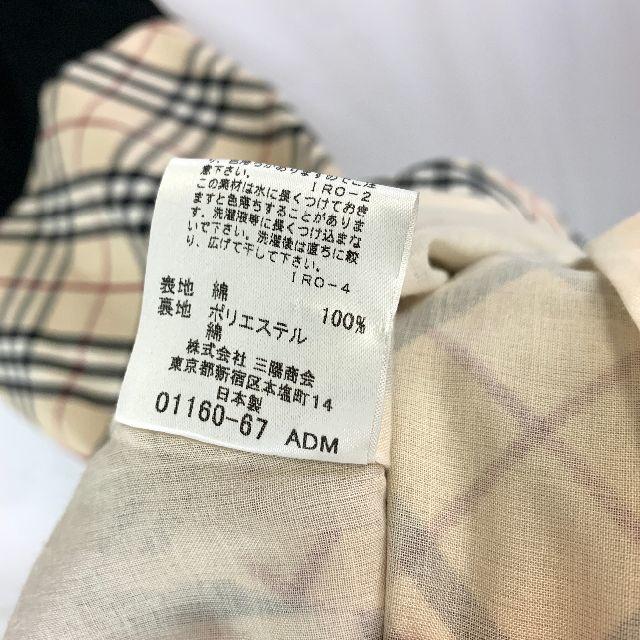 意下さい。 IRO-2
この素材は水に長くつけておき
ますと色落ちすることがありま
す。洗濯液等に長くつけ込まな
いで下さい。洗濯後は直ちに絞
り、広げて干して下さい。
IRO-4
表地 綿 100%
裏地 ポリエステル
綿
株式会社 三陽商会
東京都新宿区本塩町14
日本製
01160-67 ADM